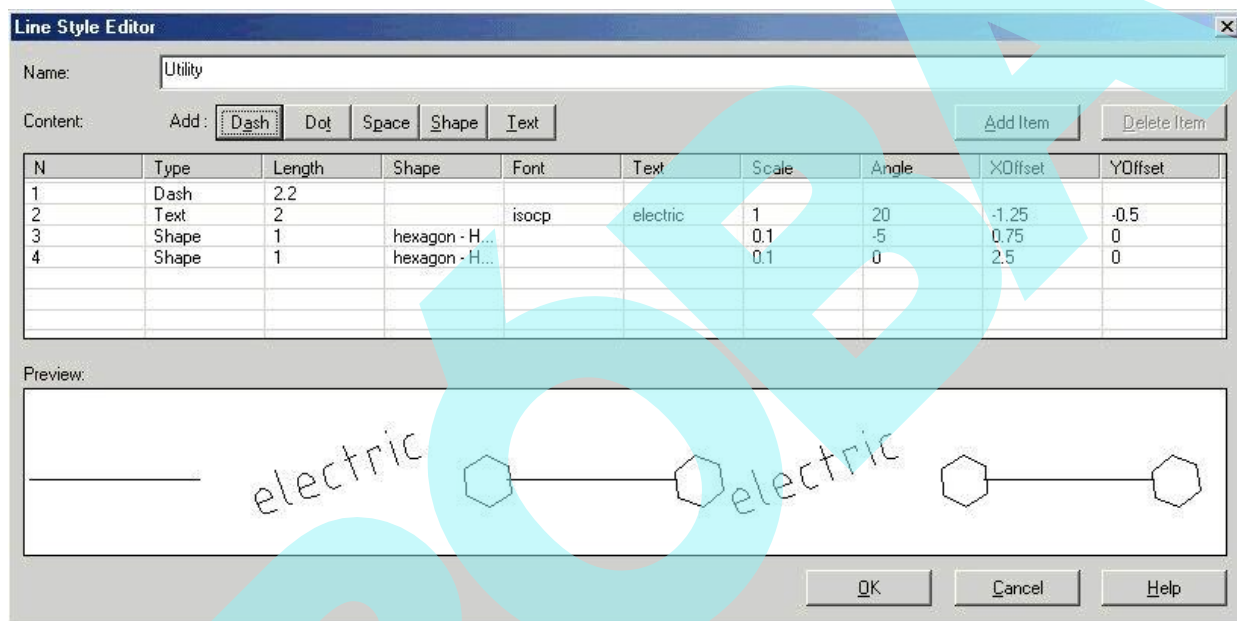 Line Style Editor
Name: Utility
Content: Add : Dash Dot Space Shape Text Add Item Delete Item
N Type Length Shape Font Text Scale Angle XOffset YOffset
1 Dash 2.2
2 Text 2 isocp electric 1 20 -1.25 -0.5
3 Shape 1 hexagon - H... 0.1 -5 0.75 0
4 Shape 1 hexagon - H... 0.1 0 2.5 0
Preview:
electric electric
OK Cancel Help